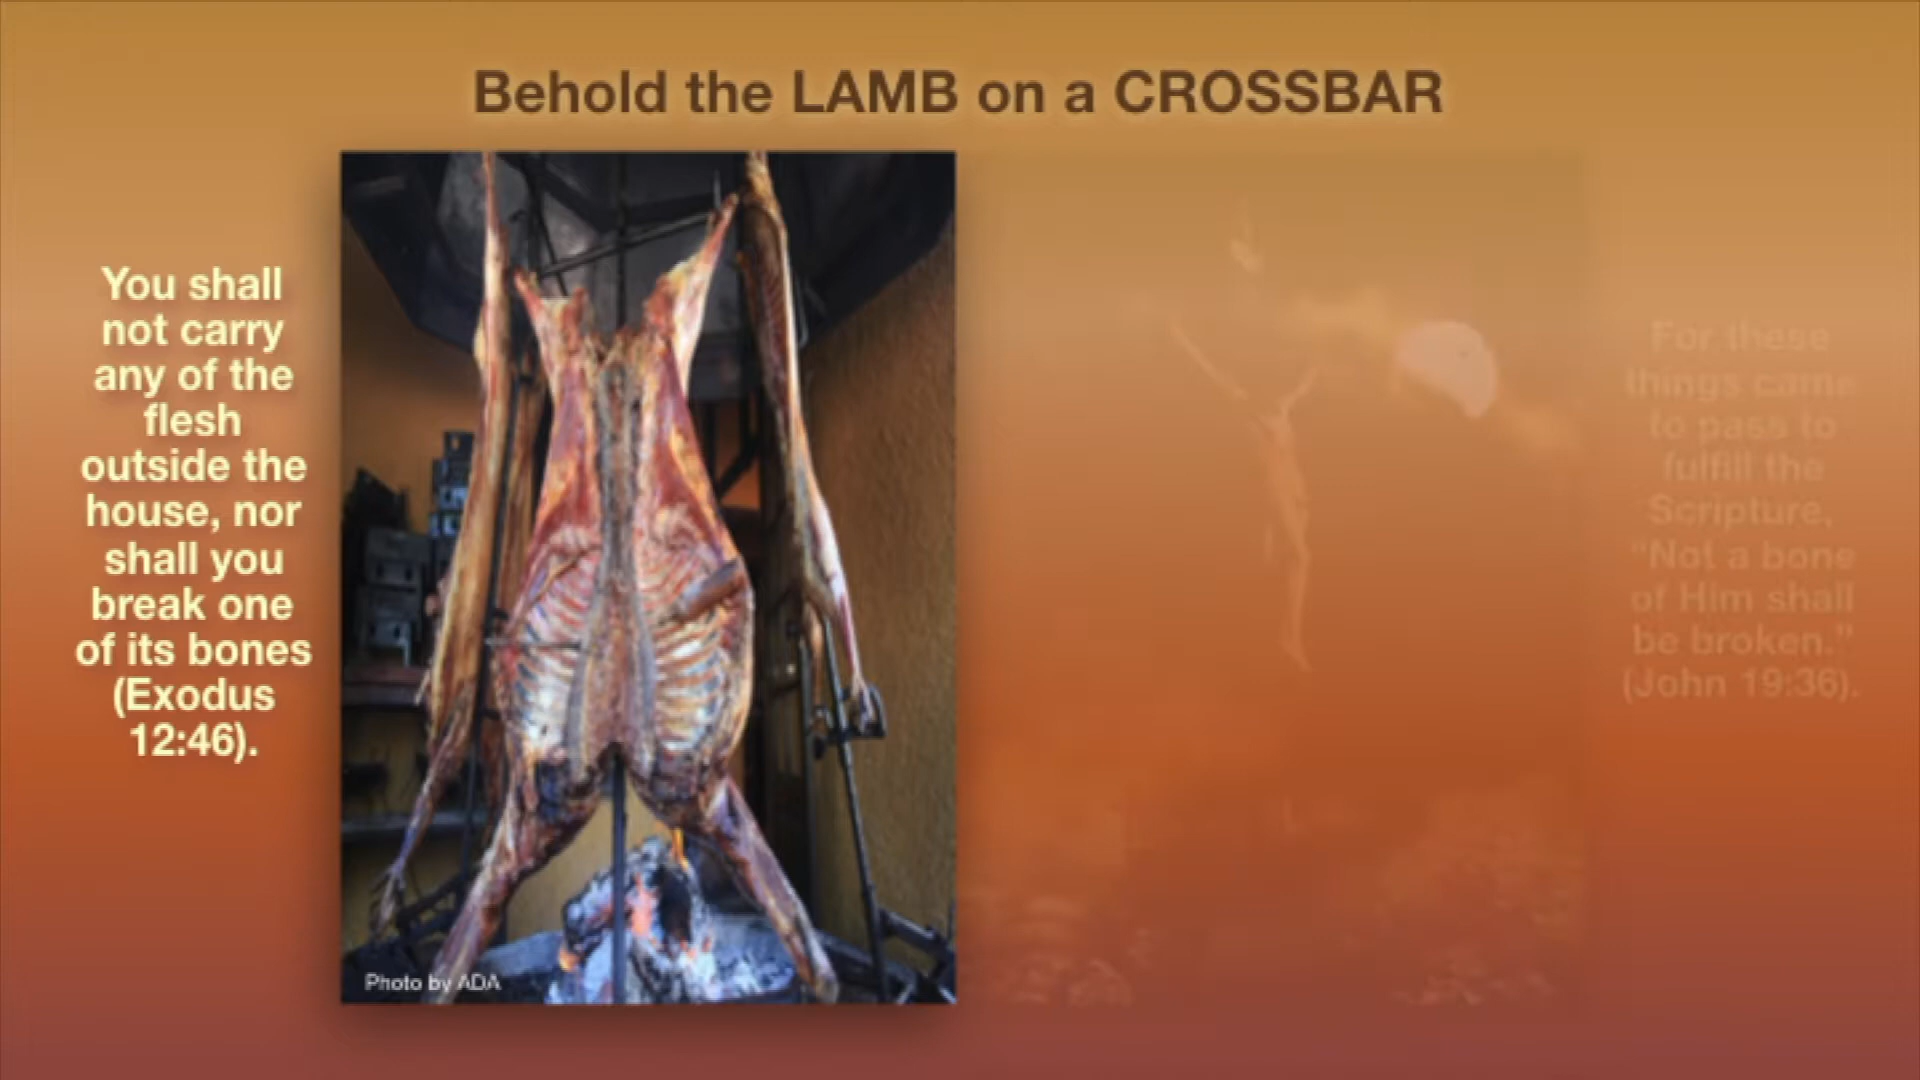 Behold the LAMB on a CROSSBAR
You shall
not carry
any of the
flesh
outside the
house, nor
shall you
break one
of its bones
(Exodus
12:46).
Photo by ADA
For these
things came
to pass to
fulfill the
Scripture,
"Not a bone
of Him shall
be broken."
(John 19:36).